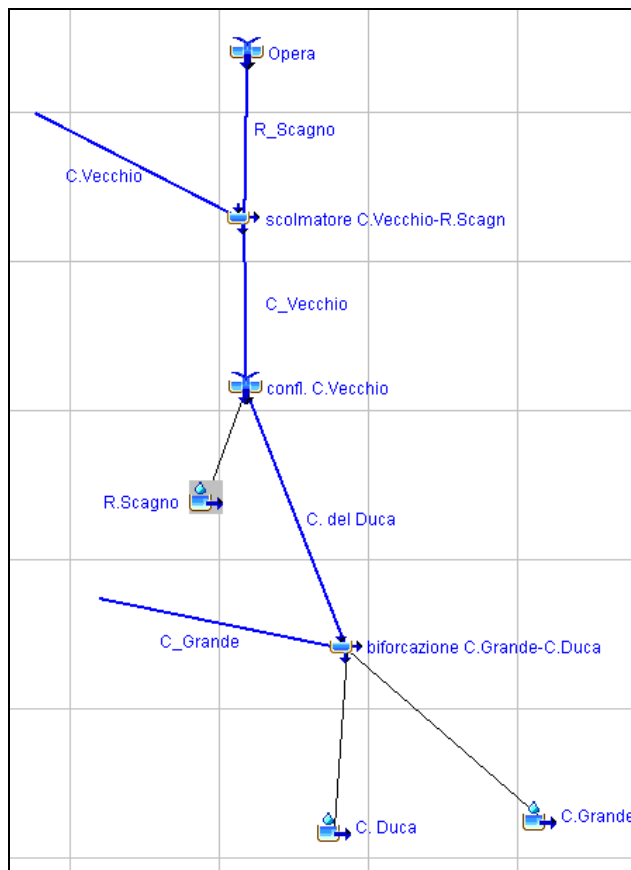 Opera
R_Scagno
C.Vecchio
scolmatore C.Vecchio-R.Scagn
C_Vecchio
confl. C.Vecchio
R.Scagno
C. del Duca
C_Grande
biforcazione C.Grande-C.Duca
C.Grande
C. Duca